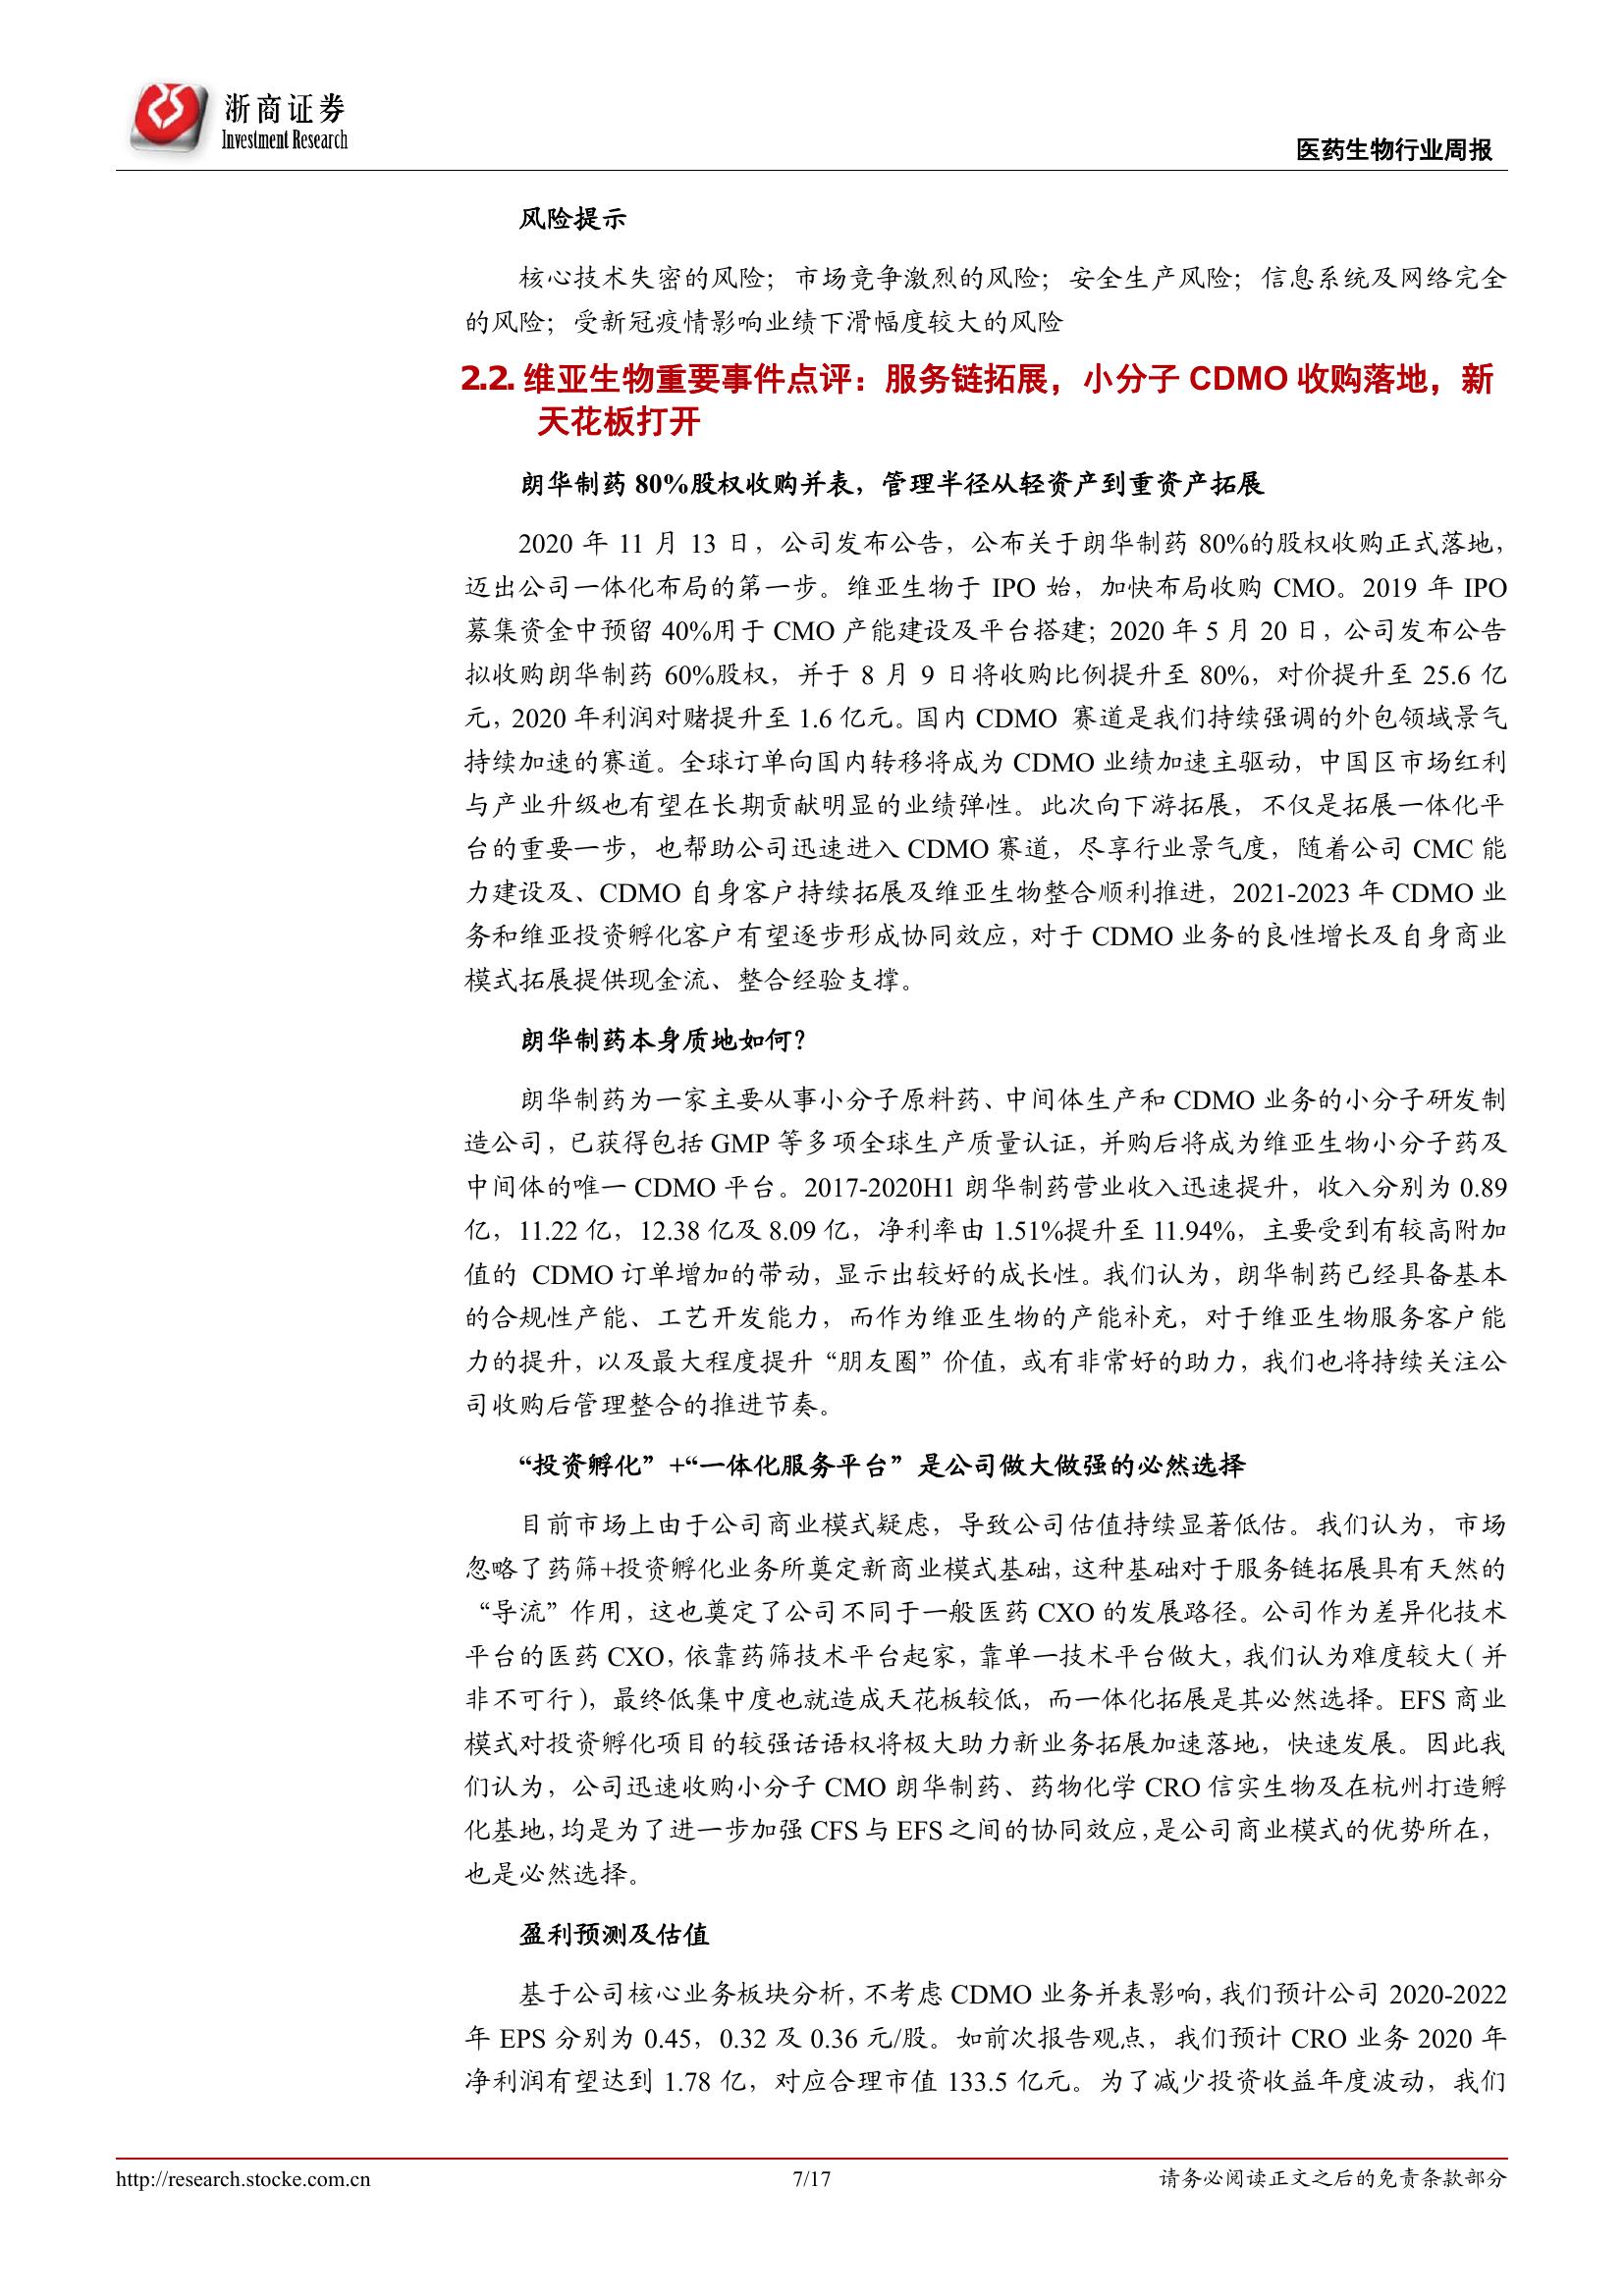 浙商证券
Investment Research
医药生物行业周报
风险提示
核心技术失密的风险；市场竞争激烈的风险；安全生产风险；信息系统及网络完全
的风险；受新冠疫情影响业绩下滑幅度较大的风险
2.2. 维亚生物重要事件点评：服务链拓展，小分子 CDMO 收购落地，新
天花板打开
朗华制药 80%股权收购并表，管理半径从轻资产到重资产拓展
2020 年 11 月 13 日，公司发布公告，公布关于朗华制药 80%的股权收购正式落地，
迈出公司一体化布局的第一步。维亚生物于 IPO 始，加快布局收购 CMO。2019 年 IPO
募集资金中预留 40%用于 CMO 产能建设及平台搭建；2020 年 5 月 20 日，公司发布公告
拟收购朗华制药 60%股权，并于 8 月 9 日将收购比例提升至 80%，对价提升至 25.6 亿
元，2020 年利润对赌提升至 1.6 亿元。国内 CDMO 赛道是我们持续强调的外包领域景气
持续加速的赛道。全球订单向国内转移将成为 CDMO 业绩加速主驱动，中国区市场红利
与产业升级也有望在长期贡献明显的业绩弹性。此次向下游拓展，不仅是拓展一体化平
台的重要一步，也帮助公司迅速进入 CDMO 赛道，尽享行业景气度，随着公司 CMC 能
力建设及、CDMO 自身客户持续拓展及维亚生物整合顺利推进，2021-2023 年 CDMO 业
务和维亚投资孵化客户有望逐步形成协同效应，对于 CDMO 业务的良性增长及自身商业
模式拓展提供现金流、整合经验支撑。
朗华制药本身质地如何？
朗华制药为一家主要从事小分子原料药、中间体生产和 CDMO 业务的小分子研发制
造公司，已获得包括 GMP 等多项全球生产质量认证，并购后将成为维亚生物小分子药及
中间体的唯一 CDMO 平台。2017-2020H1 朗华制药营业收入迅速提升，收入分别为 0.89
亿，11.22 亿，12.38 亿及 8.09 亿，净利率由 1.51%提升至 11.94%，主要受到有较高附加
值的 CDMO 订单增加的带动，显示出较好的成长性。我们认为，朗华制药已经具备基本
的合规性产能、工艺开发能力，而作为维亚生物的产能补充，对于维亚生物服务客户能
力的提升，以及最大程度提升“朋友圈”价值，或有非常好的助力，我们也将持续关注公
司收购后管理整合的推进节奏。
“投资孵化”+“一体化服务平台”是公司做大做强的必然选择
目前市场上由于公司商业模式疑虑，导致公司估值持续显著低估。我们认为，市场
忽略了药筛+投资孵化业务所奠定新商业模式基础，这种基础对于服务链拓展具有天然的
“导流”作用，这也奠定了公司不同于一般医药 CXO 的发展路径。公司作为差异化技术
平台的医药 CXO，依靠药筛技术平台起家，靠单一技术平台做大，我们认为难度较大（并
非不可行），最终低集中度也就造成天花板较低，而一体化拓展是其必然选择。EFS 商业
模式对投资孵化项目的较强话语权将极大助力新业务拓展加速落地，快速发展。因此我
们认为，公司迅速收购小分子 CMO 朗华制药、药物化学 CRO 信实生物及在杭州打造孵
化基地，均是为了进一步加强 CFS 与 EFS 之间的协同效应，是公司商业模式的优势所在，
也是必然选择。
盈利预测及估值
基于公司核心业务板块分析，不考虑 CDMO 业务并表影响，我们预计公司 2020-2022
年 EPS 分别为 0.45，0.32 及 0.36 元/股。如前次报告观点，我们预计 CRO 业务 2020 年
净利润有望达到 1.78 亿，对应合理市值 133.5 亿元。为了减少投资收益年度波动，我们
http://research.stocke.com.cn
7/17
请务必阅读正文之后的免责条款部分